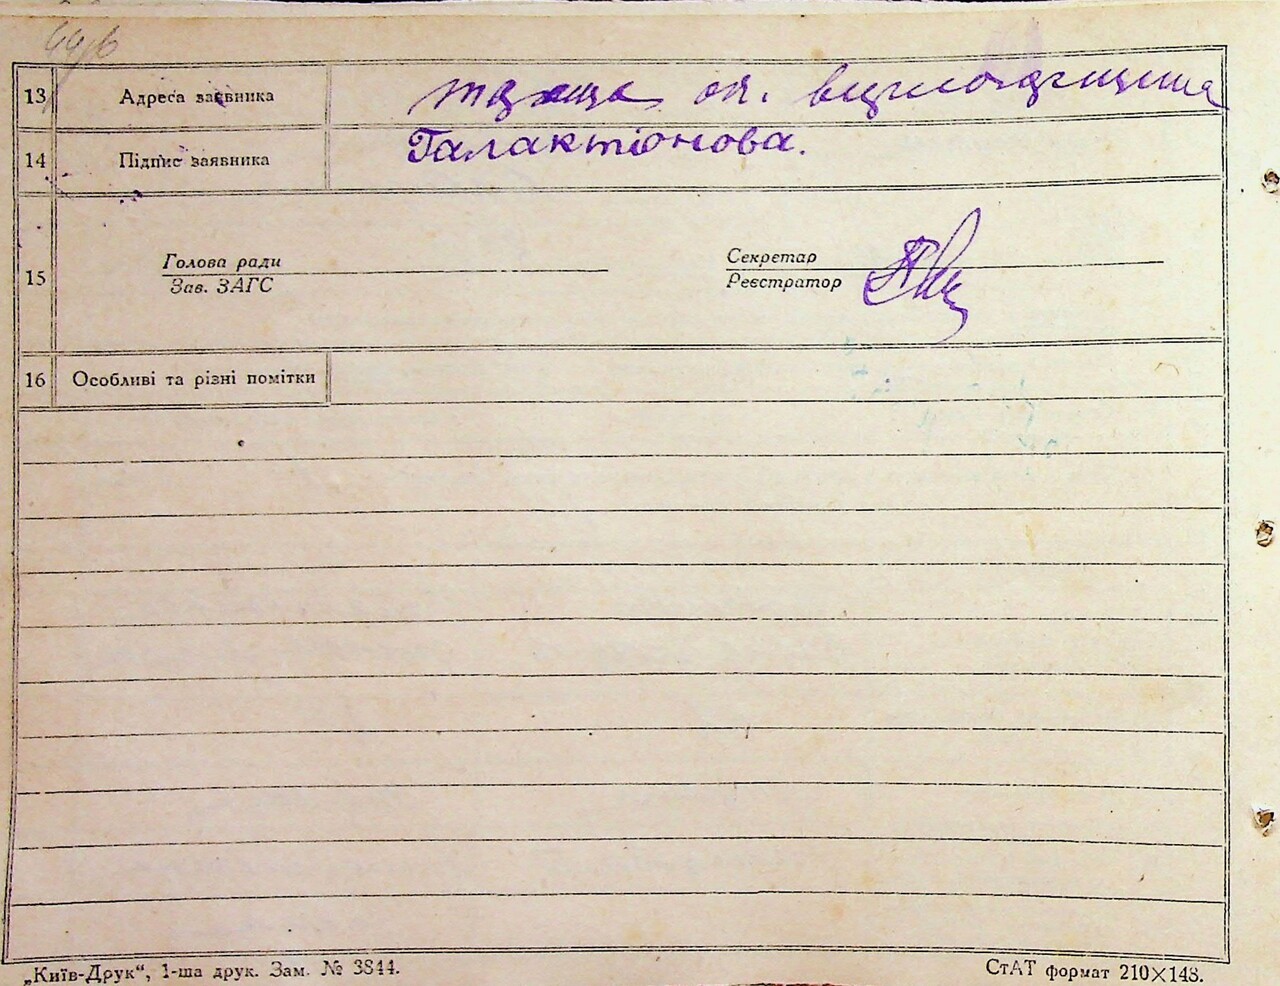 44/6
13 Адреса заявника
14 Підпис заявника Галактіонова.
15 Голова ради Секретар
Зав. ЗАГС Реєстратор
16 Особливі та різні помітки
„Київ-Друк“, 1-ша друк. Зам. № 3844. СтАТ формат 210×148.